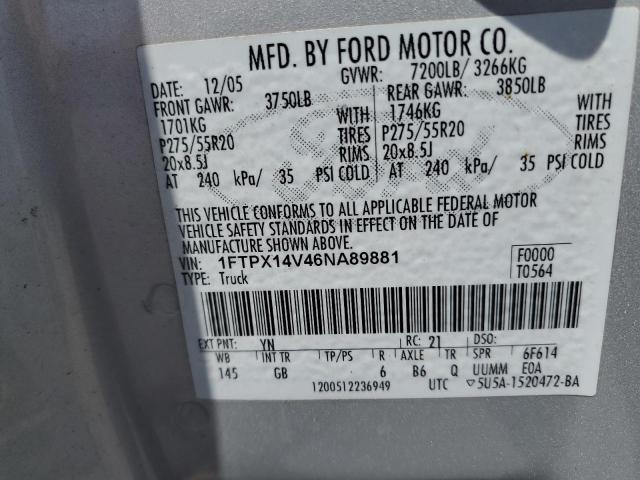 MFD. BY FORD MOTOR CO.
DATE: 12/05 GVWR: 7200LB/ 3266KG
FRONT GAWR: 3750LB REAR GAWR: 3850LB
1701KG WITH 1746KG WITH
P275/55R20 TIRES P275/55R20 TIRES
20x8.5J RIMS 20x8.5J RIMS
AT 240 kPa/ 35 PSI COLD AT 240 kPa/ 35 PSI COLD
THIS VEHICLE CONFORMS TO ALL APPLICABLE FEDERAL MOTOR
VEHICLE SAFETY STANDARDS IN EFFECT ON THE DATE OF
MANUFACTURE SHOWN ABOVE.
VIN: 1FTPX14V46NA89881 F0000
TYPE: Truck T0564
EXT PNT: YN RC: 21 DSO:
WB INT TR TP/PS R AXLE TR SPR 6F614
145 GB 6 B6 Q UUMM EOA
1200512236949 UTC ▽5U5A-1520472-BA
Ford